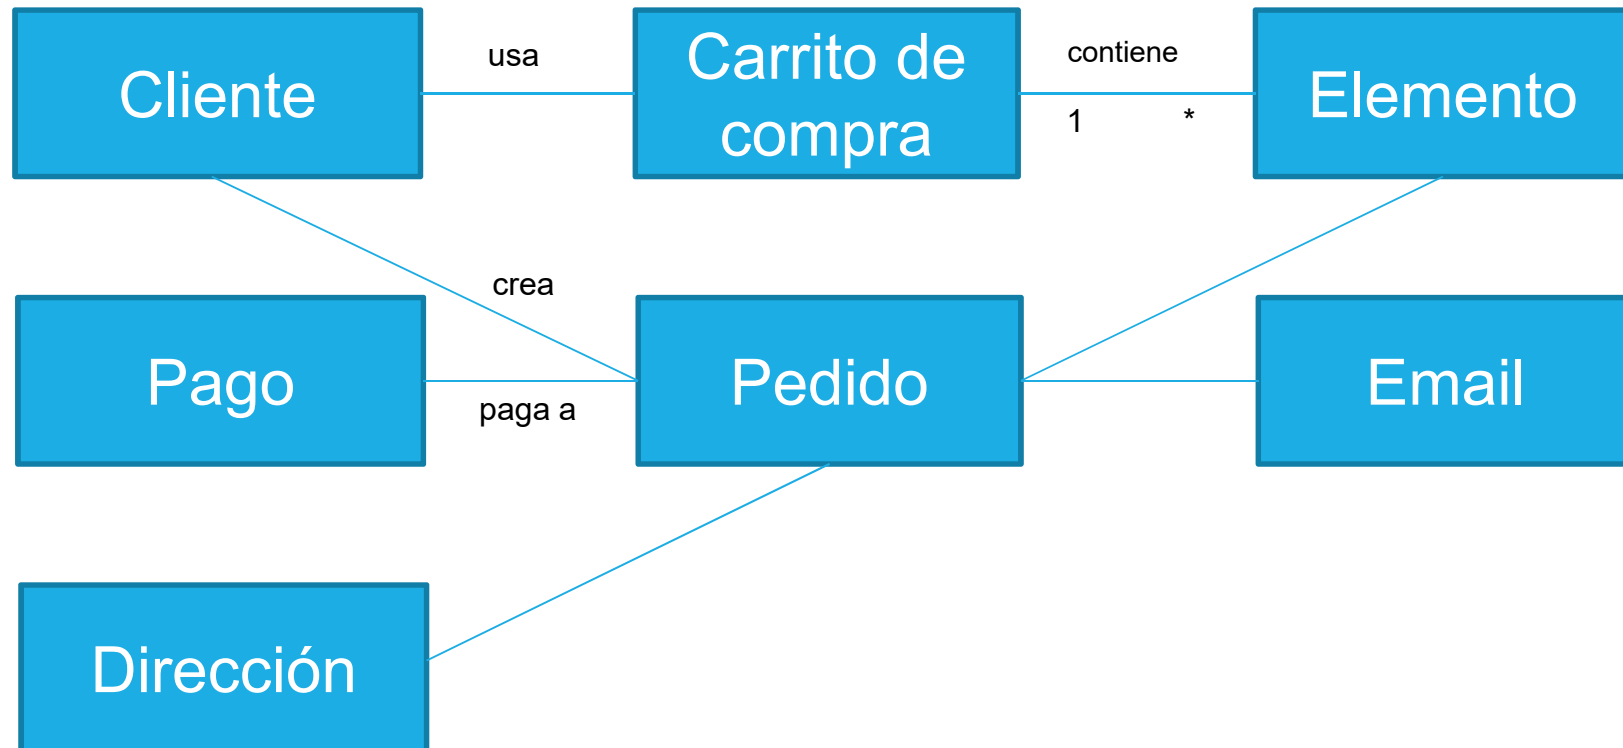 Cliente
usa
Carrito de
compra
contiene
1 *
Elemento
crea
Pago
paga a
Pedido
Email
Dirección